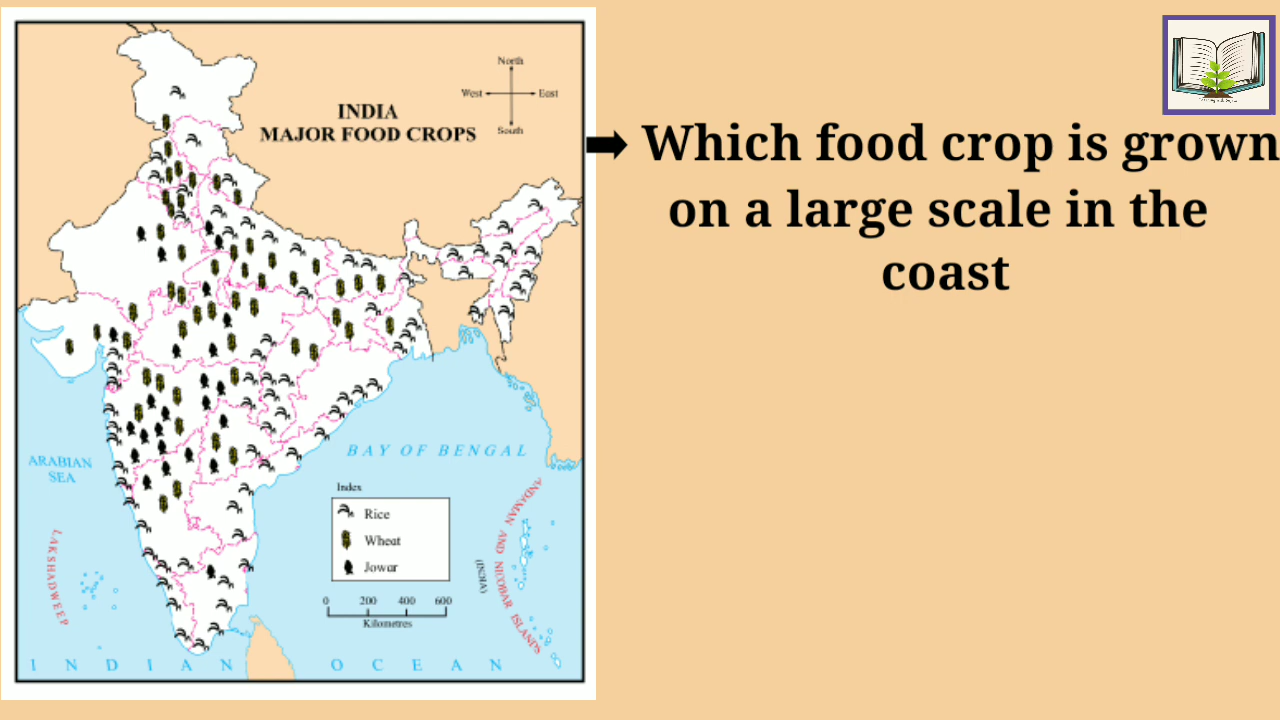 INDIA
MAJOR FOOD CROPS
North
West
East
South
➡ Which food crop is grown
on a large scale in the
coast
ARABIAN
SEA
BAY OF BENGAL
LAKSHADWEEP
Index
Rice
Wheat
Jowar
0 200 400 600
Kilometres
ANDAMAN AND NICOBAR ISLANDS
(INDIA)
INDIAN OCEAN